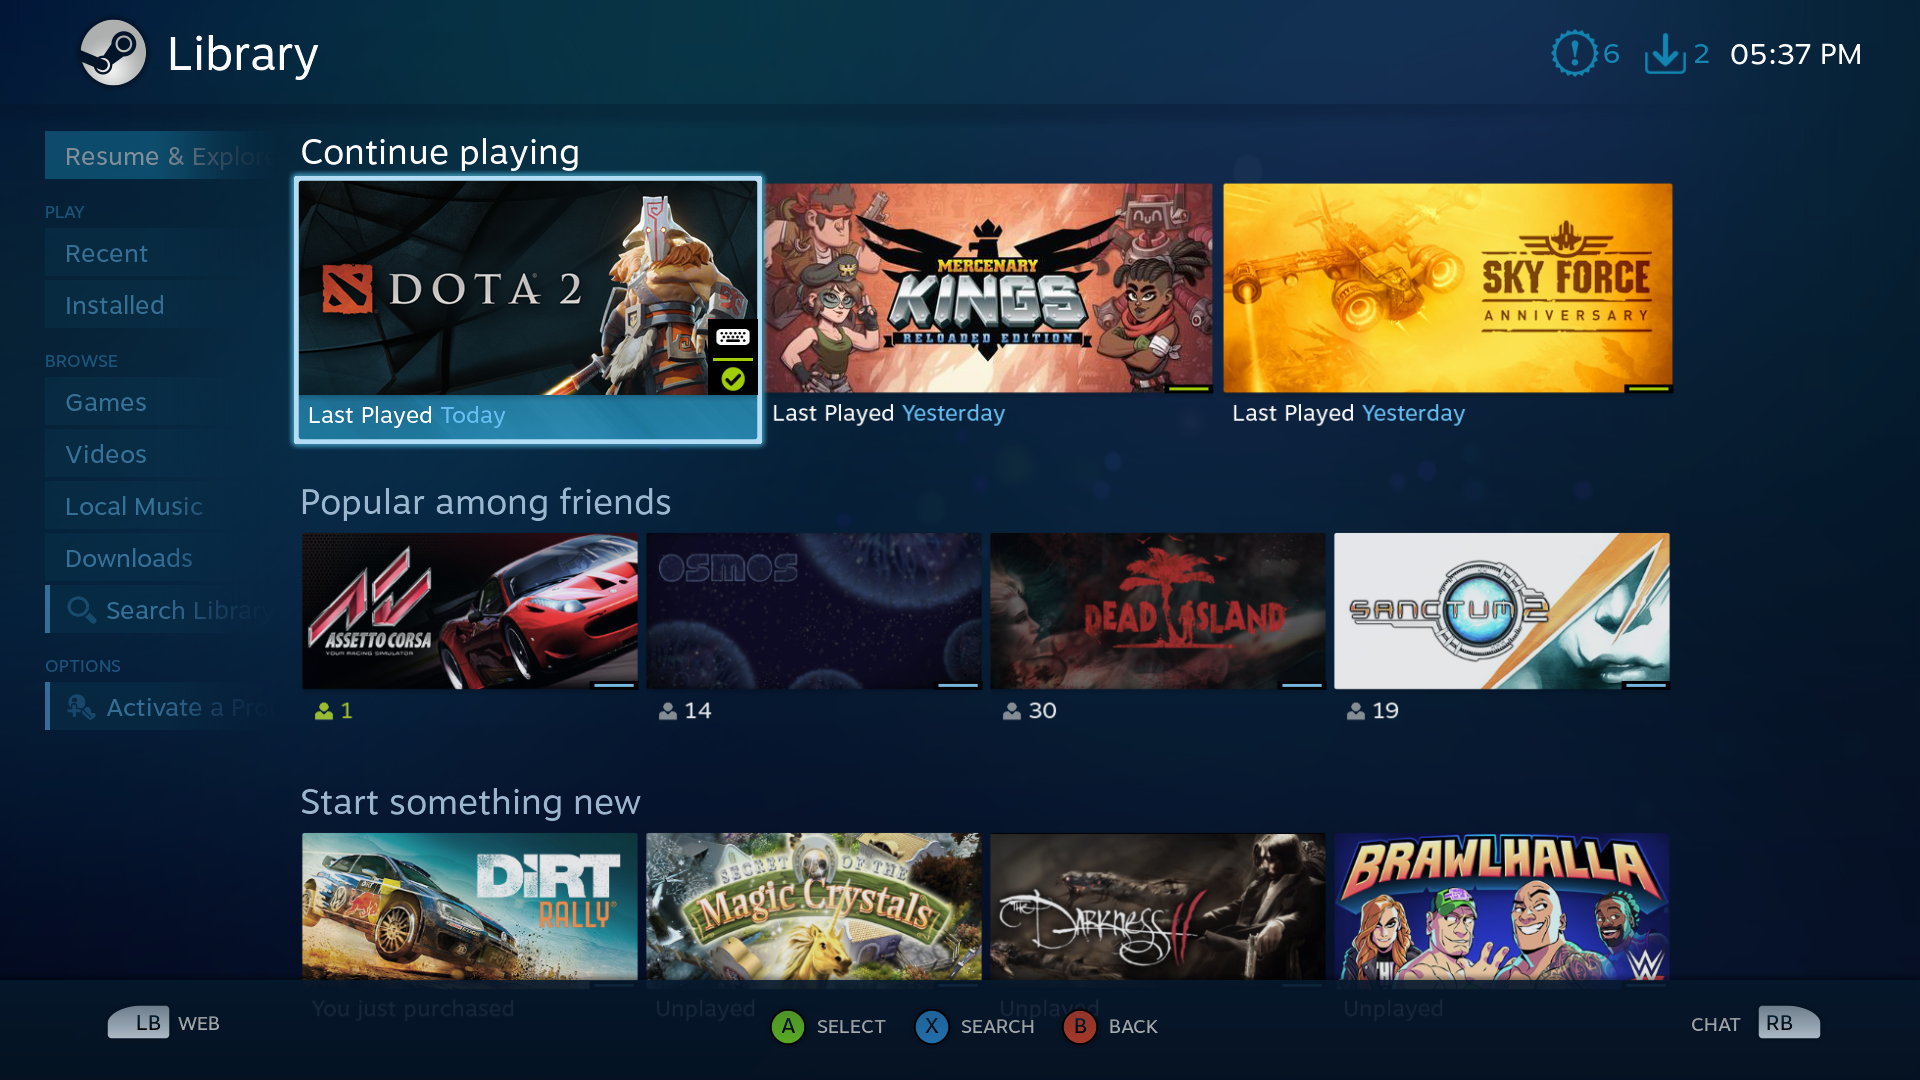 Library
6
2
05:37 PM
Resume & Explor
PLAY
Recent
Installed
BROWSE
Games
Videos
Local Music
Downloads
Search Library
OPTIONS
Activate a Pro
Continue playing
DOTA 2
Last Played Today
MERCENARY
KINGS
RELOADED EDITION
Last Played Yesterday
SKY FORCE
ANNIVERSARY
Last Played Yesterday
Popular among friends
ASSETTO CORSA
YOUR RACING SIMULATOR
1
OSMOS
14
DEAD ISLAND
30
SANCTUM 2
19
Start something new
DiRT
RALLY
You just purchased
SECRET OF THE
Magic Crystals
Unplayed
THE DARKNESS II
Unplayed
BRAWLHALLA
W
Unplayed
LB WEB
A SELECT
X SEARCH
B BACK
CHAT RB